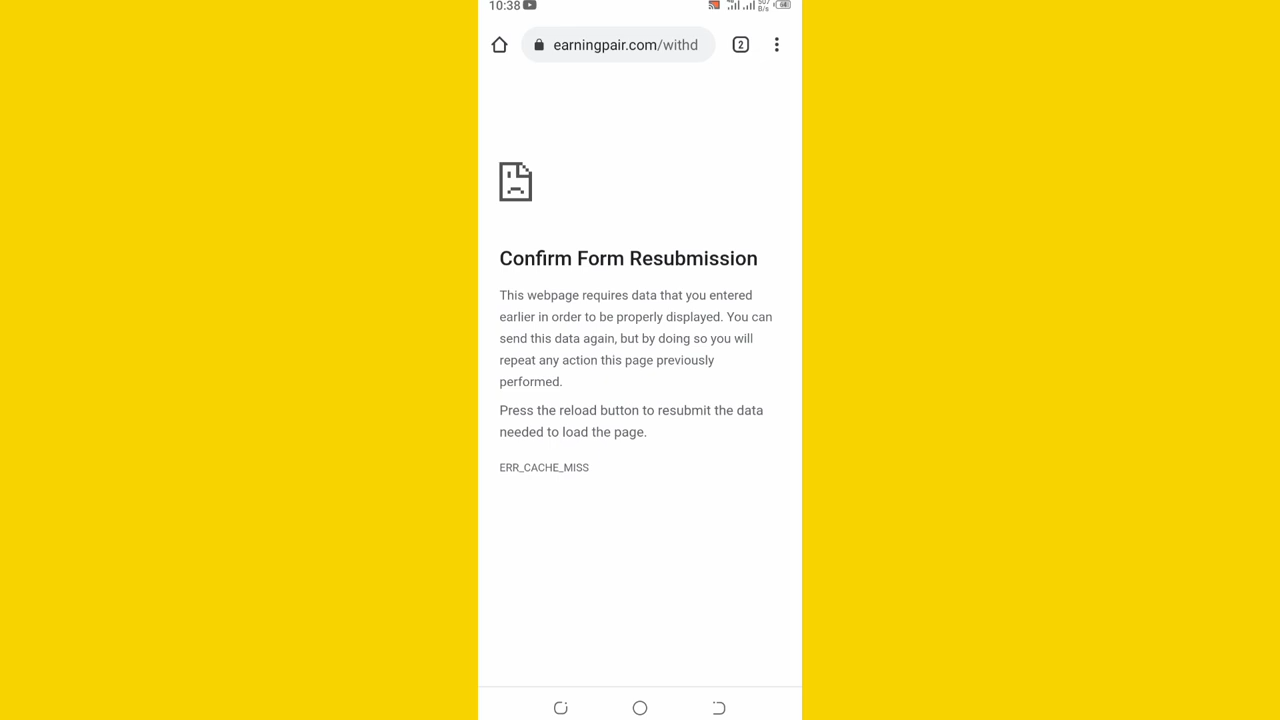 10:38
507
B/s
68
earningpair.com/withd
2
Confirm Form Resubmission
This webpage requires data that you entered
earlier in order to be properly displayed. You can
send this data again, but by doing so you will
repeat any action this page previously
performed.
Press the reload button to resubmit the data
needed to load the page.
ERR_CACHE_MISS